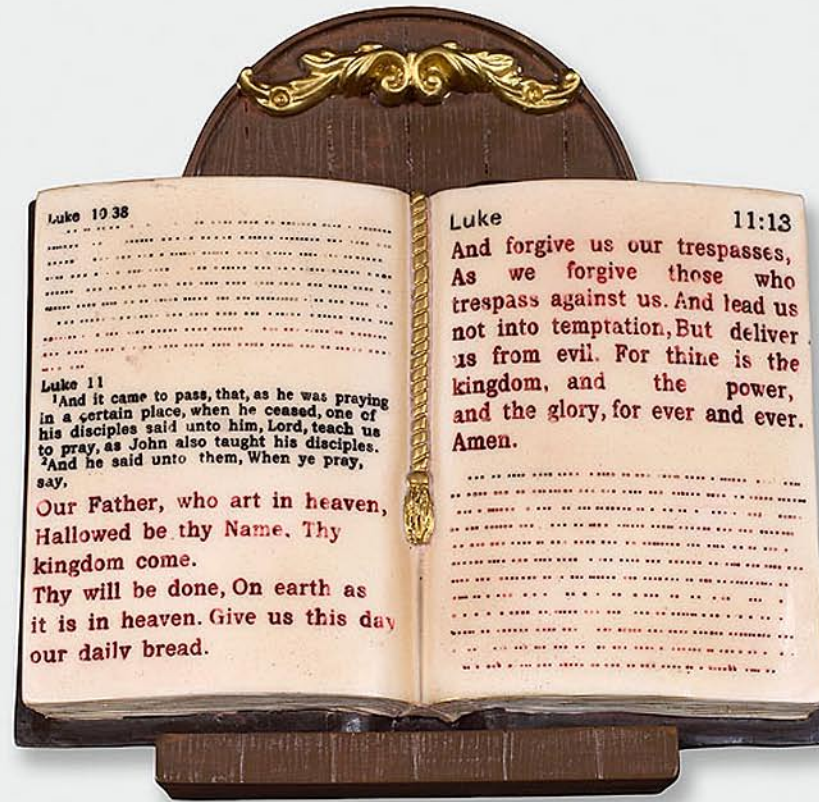 Luke 10 38
Luke 11
¹And it came to pass, that, as he was praying
in a certain place, when he ceased, one of
his disciples said unto him, Lord, teach us
to pray, as John also taught his disciples.
²And he said unto them, When ye pray,
say,
Our Father, who art in heaven,
Hallowed be thy Name. Thy
kingdom come.
Thy will be done, On earth as
it is in heaven. Give us this day
our daily bread.
Luke 11:13
And forgive us our trespasses,
As we forgive those who
trespass against us. And lead us
not into temptation, But deliver
us from evil. For thine is the
kingdom, and the power,
and the glory, for ever and ever.
Amen.